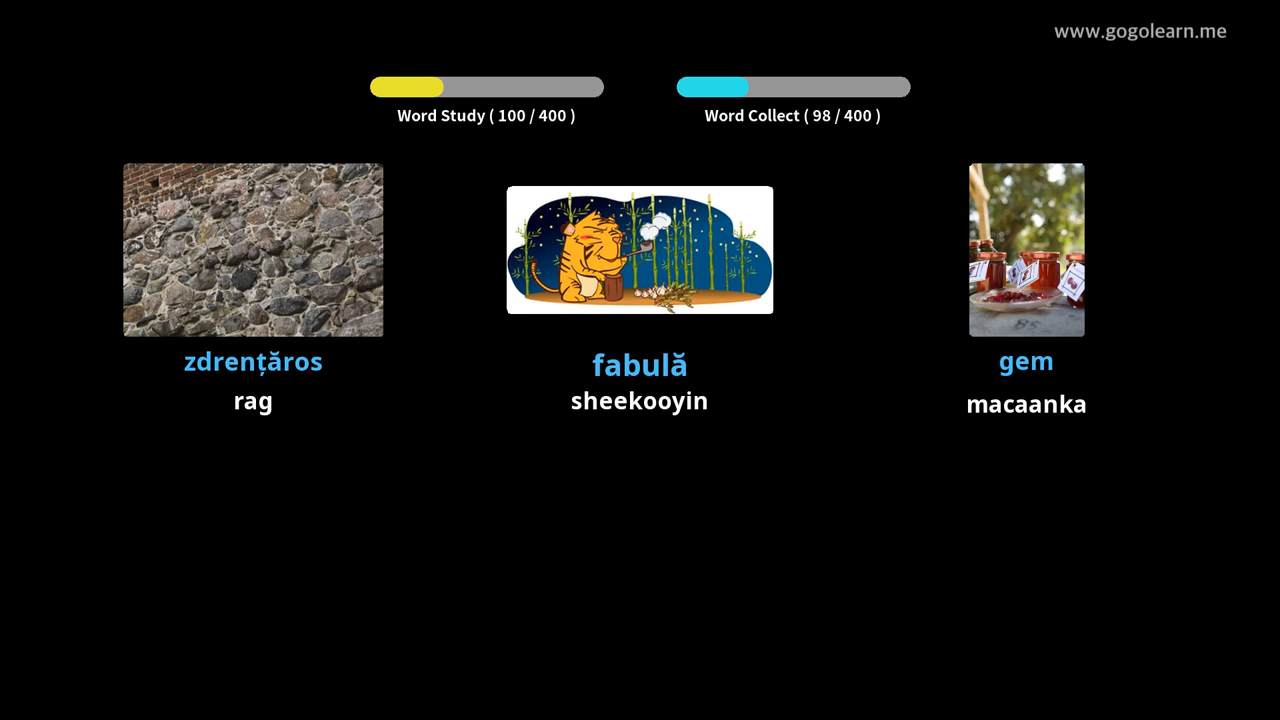 www.gogolearn.me
Word Study ( 100 / 400 )
Word Collect ( 98 / 400 )
zdrențăros
rag
fabulă
sheekooyin
gem
macaanka